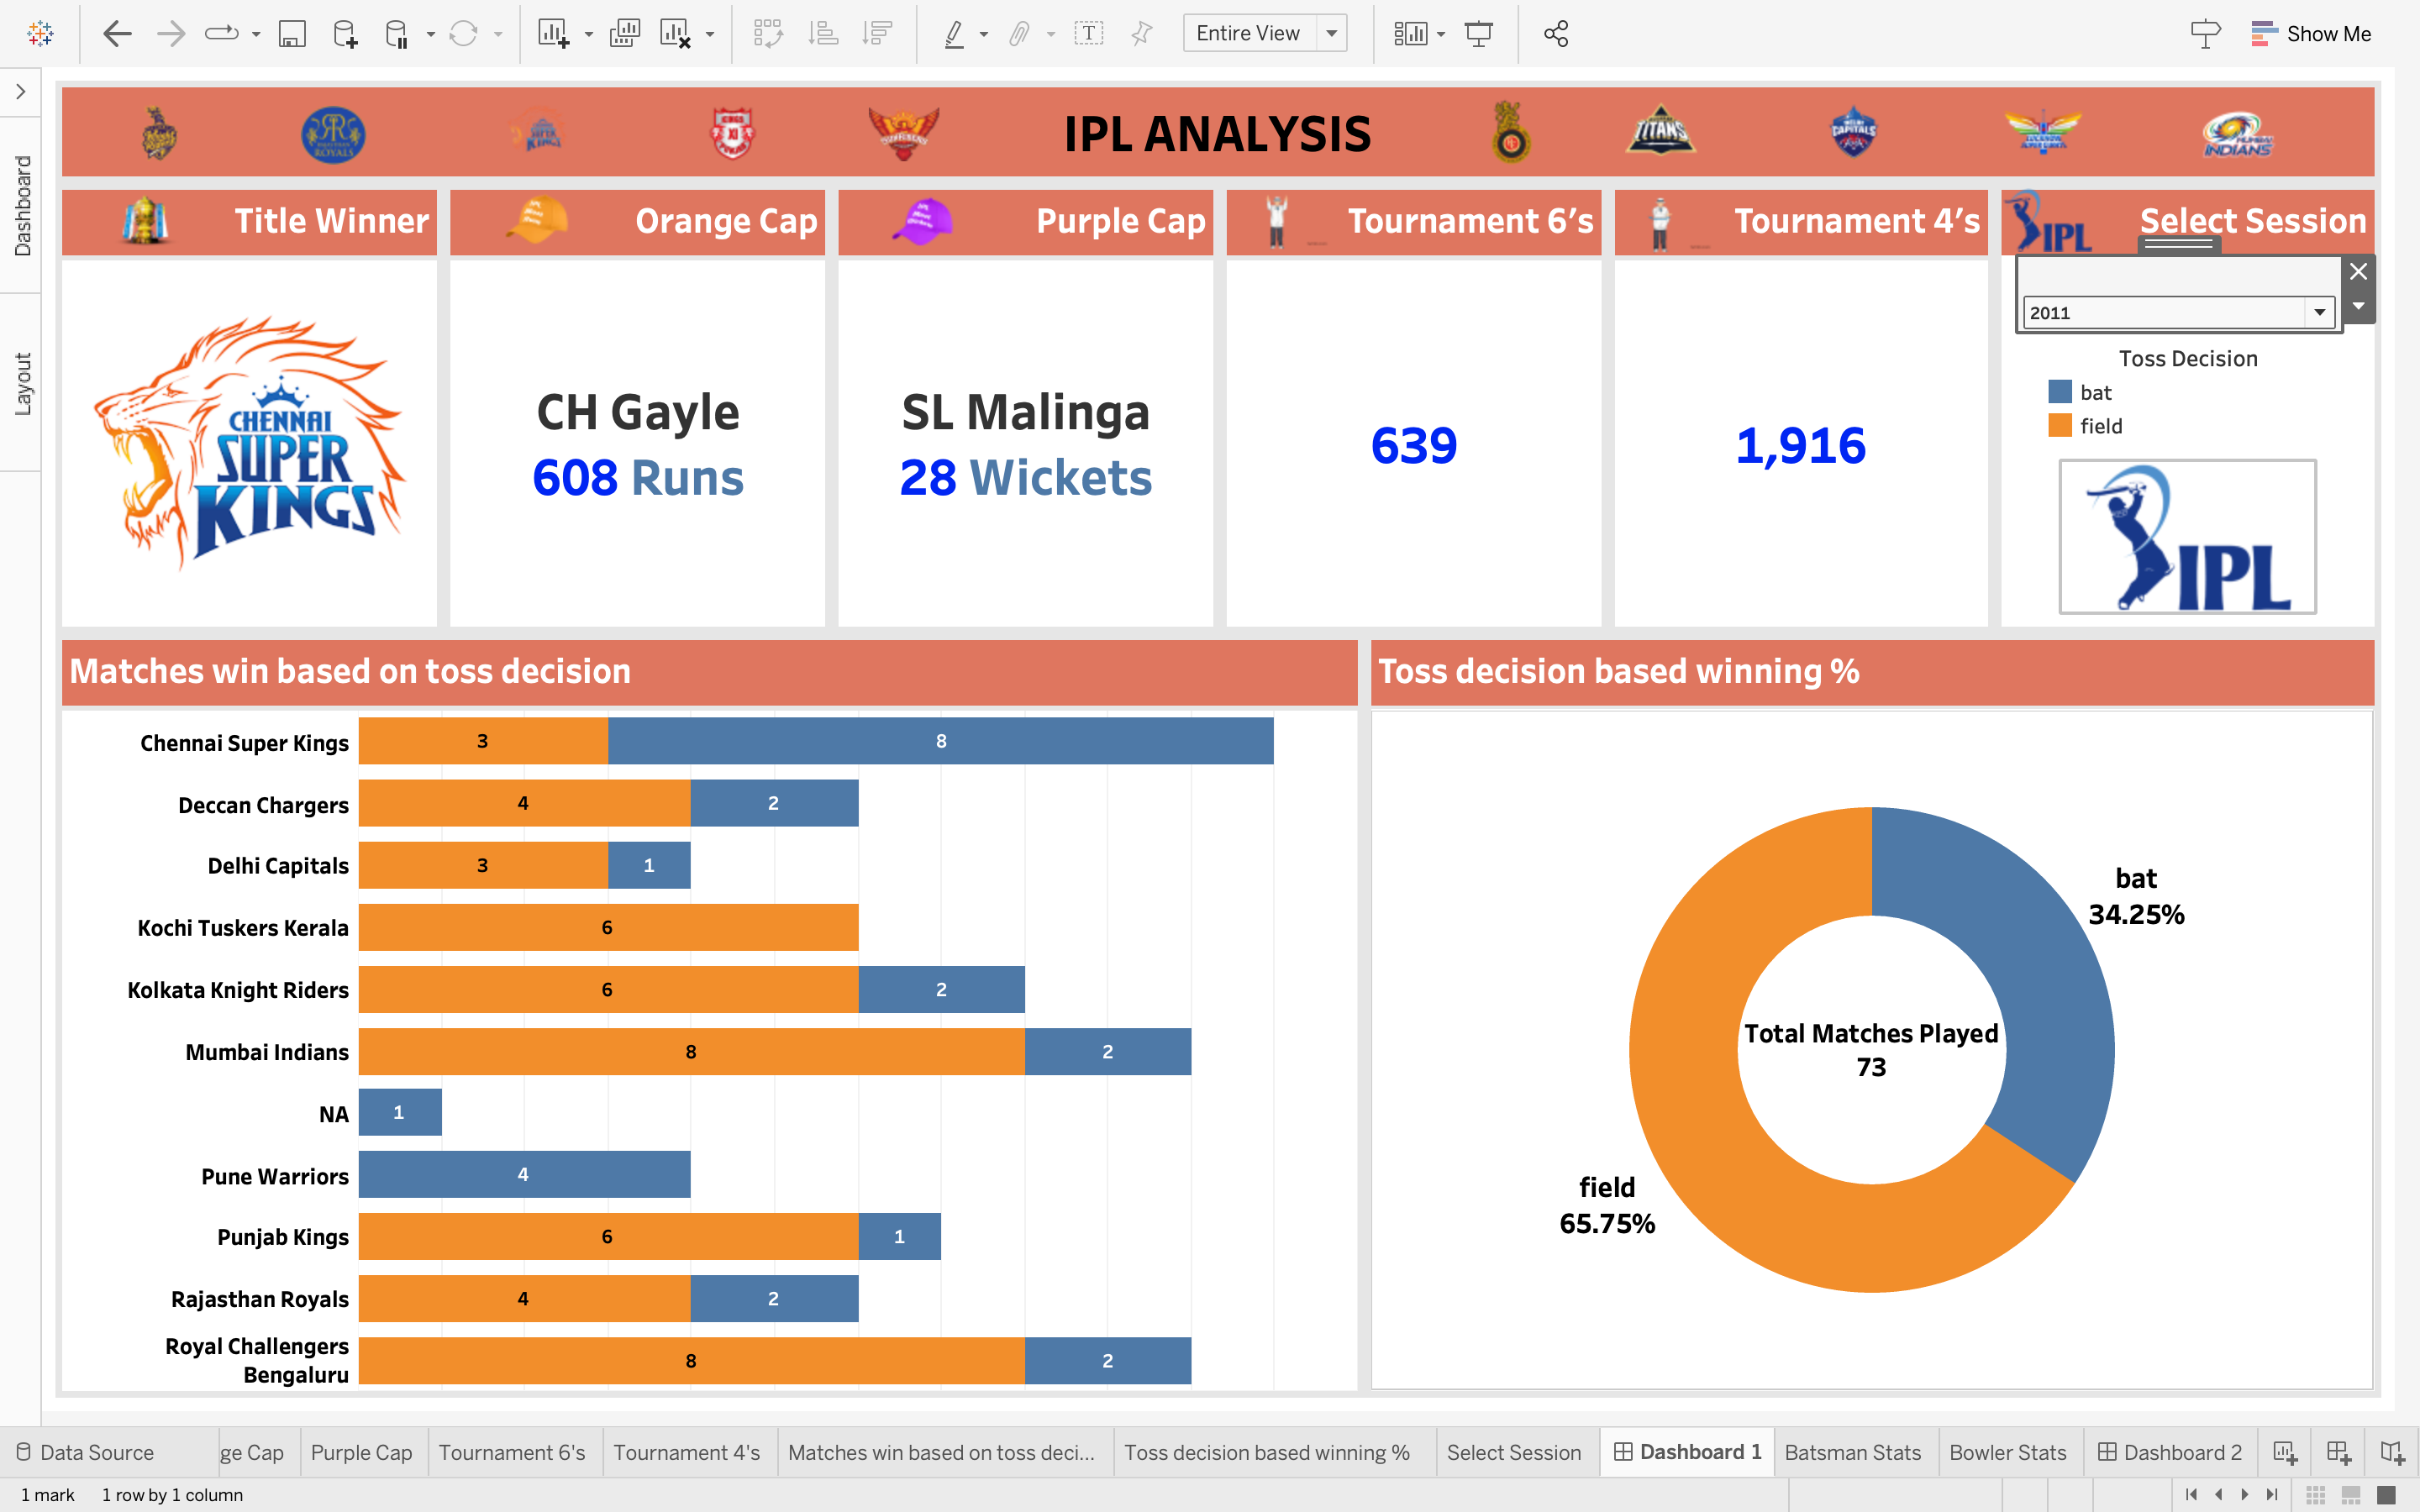 Entire View
Show Me
Dashboard
Layout
IPL ANALYSIS
Title Winner
Orange Cap
Purple Cap
Tournament 6’s
Tournament 4’s
IPL
Select Session
CHENNAI
SUPER
KINGS
CH Gayle
608 Runs
SL Malinga
28 Wickets
639
1,916
2011
Toss Decision
bat
field
IPL
Matches win based on toss decision
Chennai Super Kings 3 8
Deccan Chargers 4 2
Delhi Capitals 3 1
Kochi Tuskers Kerala 6
Kolkata Knight Riders 6 2
Mumbai Indians 8 2
NA 1
Pune Warriors 4
Punjab Kings 6 1
Rajasthan Royals 4 2
Royal Challengers
Bengaluru 8 2
Toss decision based winning %
bat
34.25%
Total Matches Played
73
field
65.75%
Data Source
ge Cap
Purple Cap
Tournament 6's
Tournament 4's
Matches win based on toss deci...
Toss decision based winning %
Select Session
Dashboard 1
Batsman Stats
Bowler Stats
Dashboard 2
1 mark
1 row by 1 column